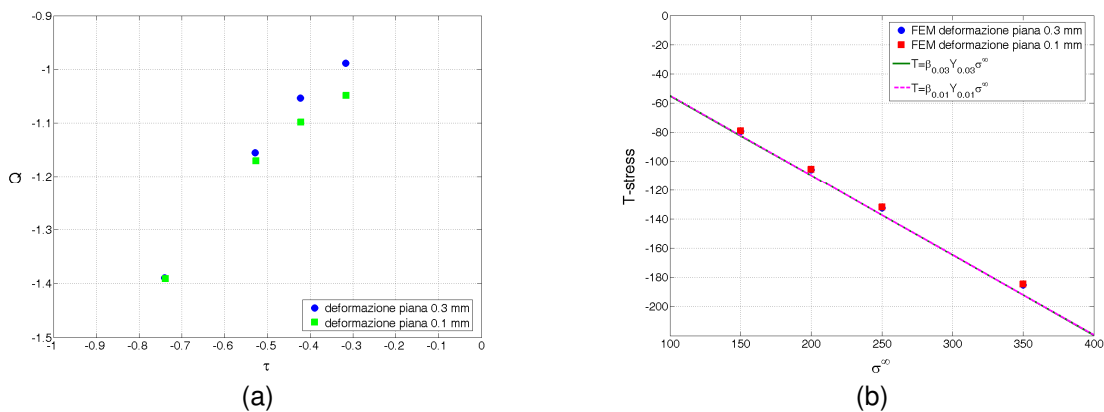 -0.9
-1
-1.1
-1.2
-1.3
-1.4
-1.5
Q
-1 -0.9 -0.8 -0.7 -0.6 -0.5 -0.4 -0.3 -0.2 -0.1 0
τ
deformazione piana 0.3 mm
deformazione piana 0.1 mm
(a)
0
-20
-40
-60
-80
-100
-120
-140
-160
-180
-200
T-stress
100 150 200 250 300 350 400
σ∞
FEM deformazione piana 0.3 mm
FEM deformazione piana 0.1 mm
T=β0.03Y0.03σ∞
T=β0.01Y0.01σ∞
(b)